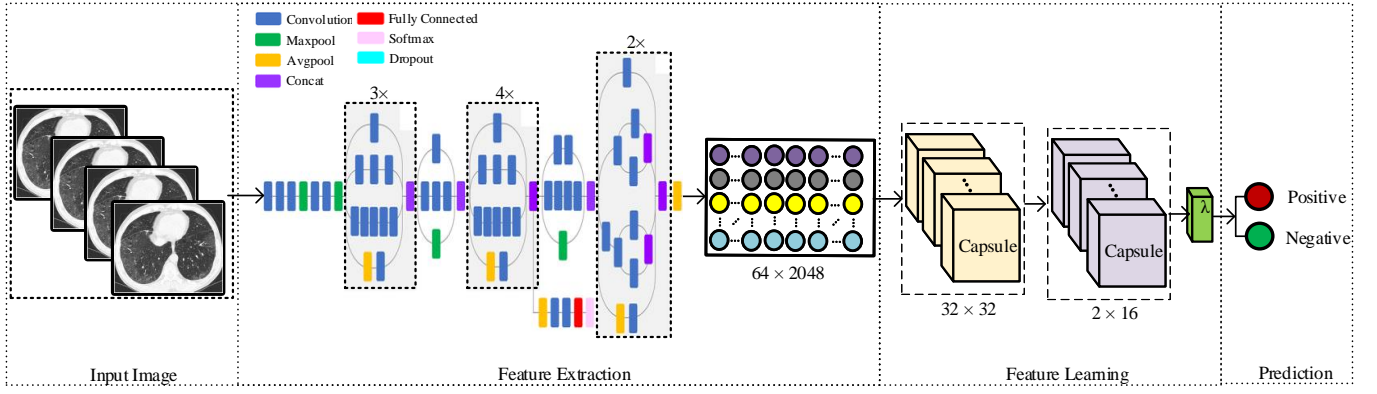 Convolution
Fully Connected
Maxpool
Softmax
Avgpool
Dropout
Concat
3×
4×
2×
64 × 2048
Capsule
32 × 32
Capsule
2 × 16
λ
Positive
Negative
Input Image
Feature Extraction
Feature Learning
Prediction